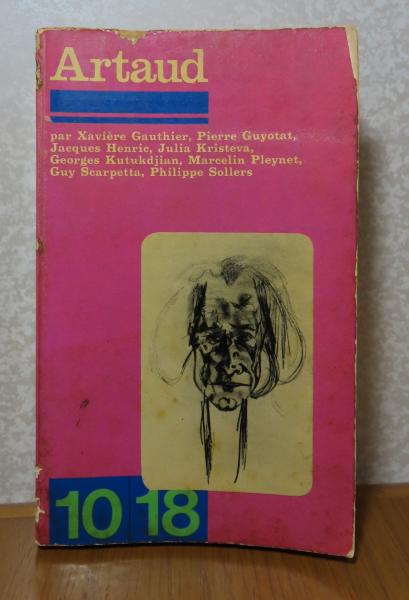 Artaud
par Xavière Gauthier, Pierre Guyotat,
Jacques Henric, Julia Kristeva,
Georges Kutukdjian, Marcelin Pleynet,
Guy Scarpetta, Philippe Sollers
10 18